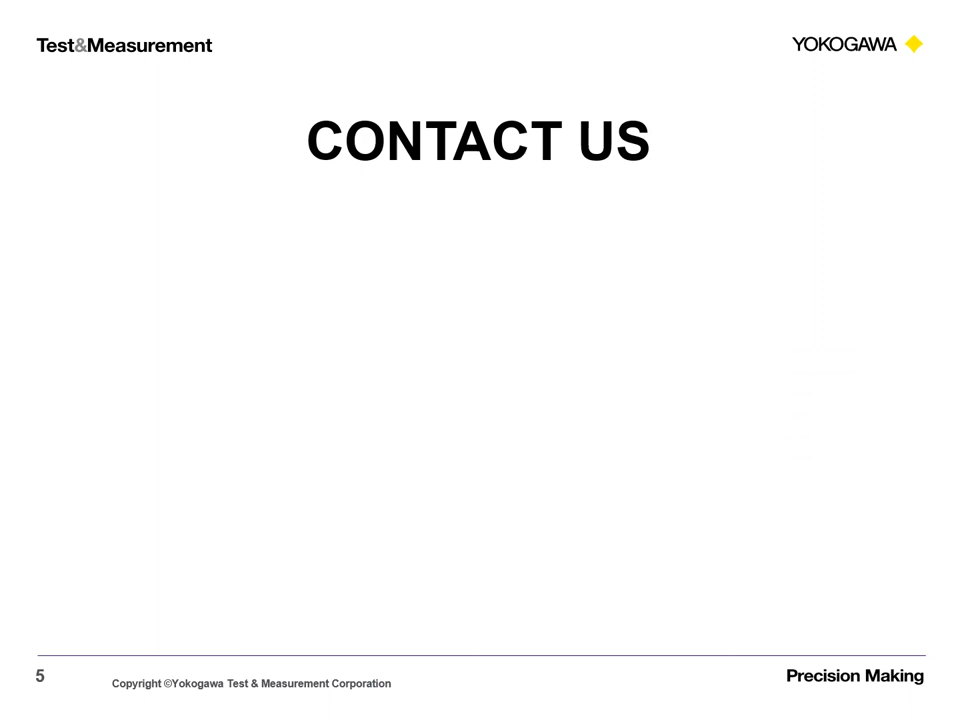 Test&Measurement
YOKOGAWA
CONTACT US
5
Copyright ©Yokogawa Test & Measurement Corporation
Precision Making